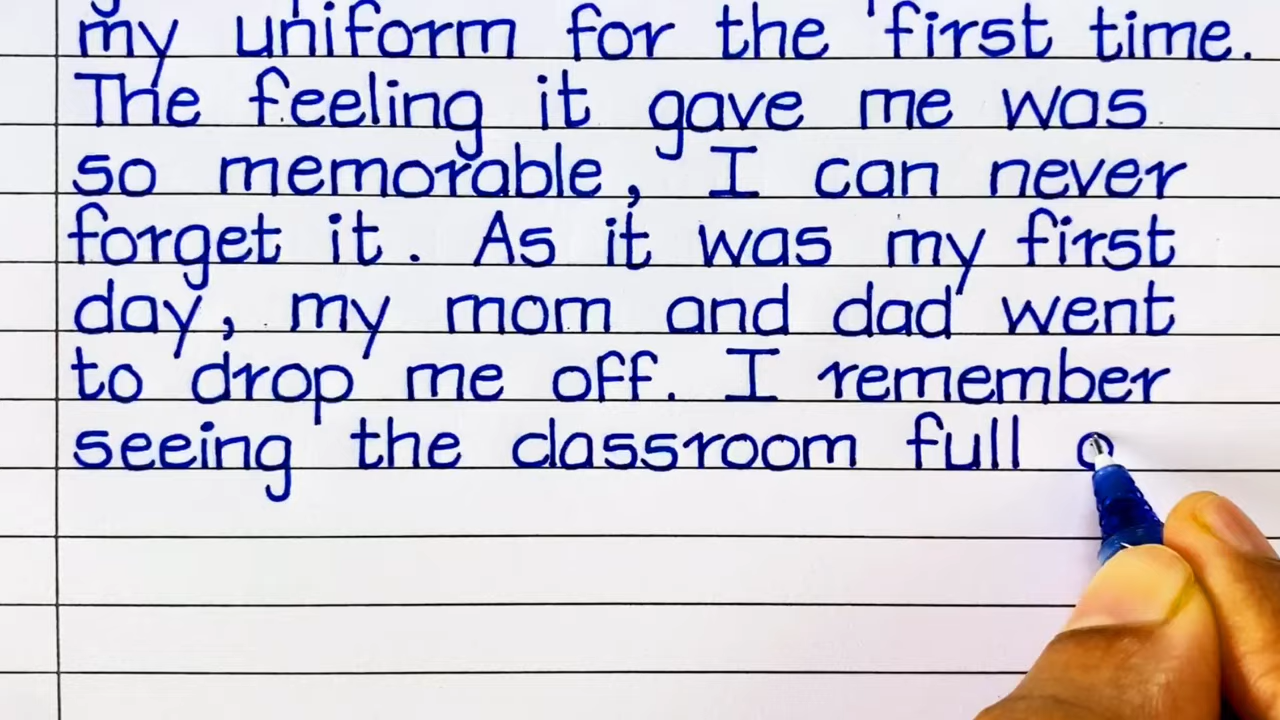 my uniform for the first time.
The feeling it gave me was
so memorable, I can never
forget it. As it was my first
day, my mom and dad went
to drop me off. I remember
seeing the classroom full o